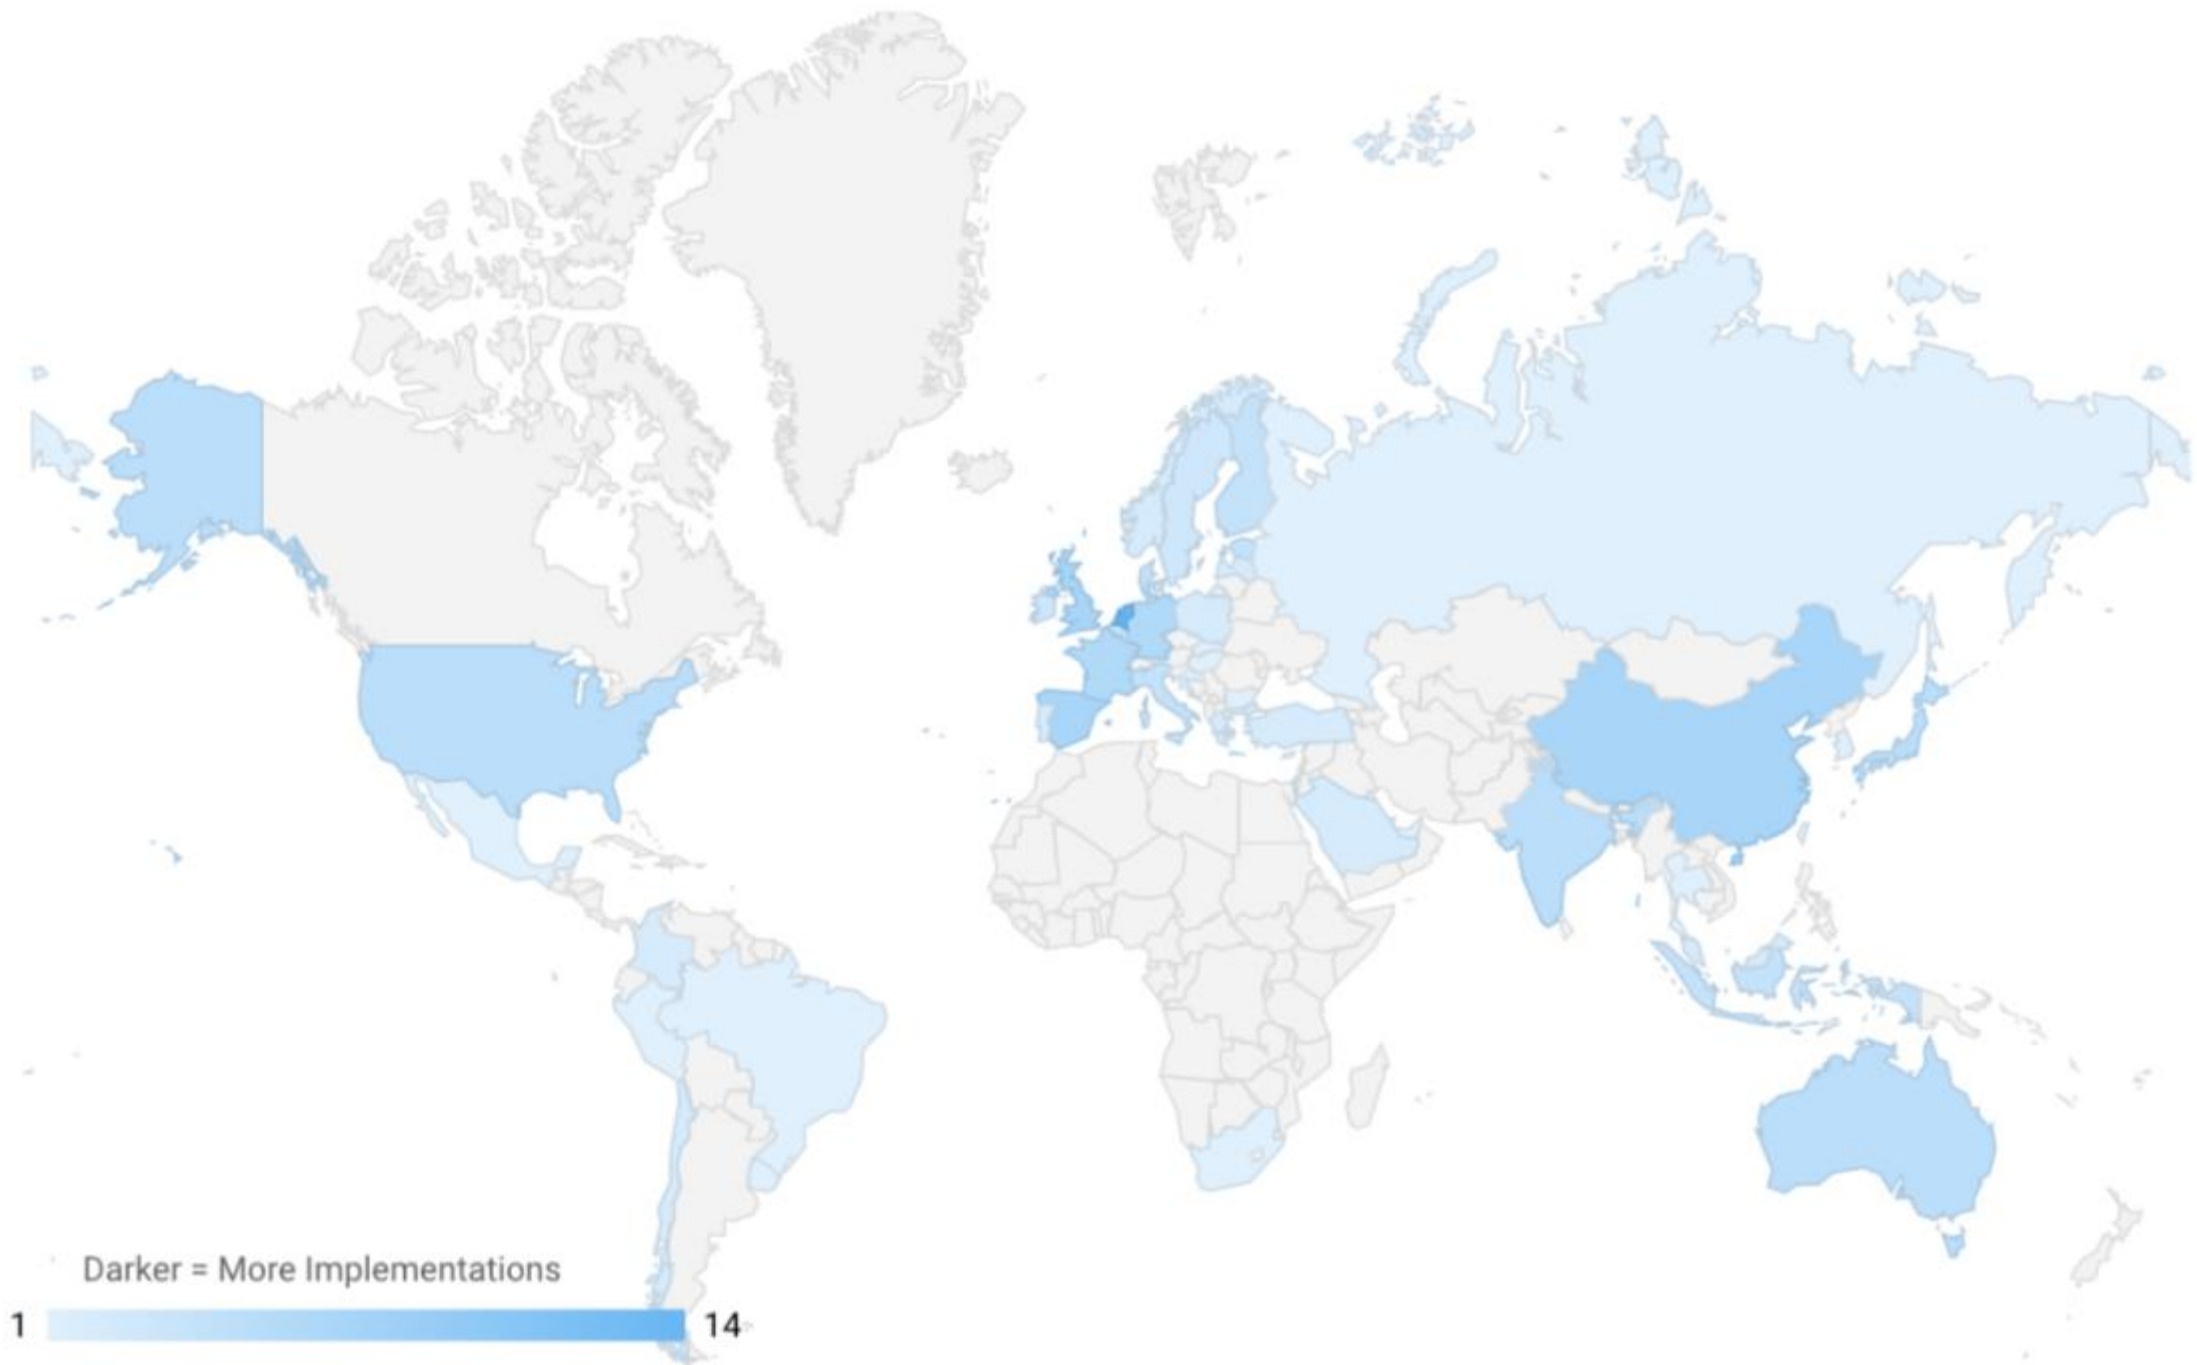 Darker = More Implementations
1 14